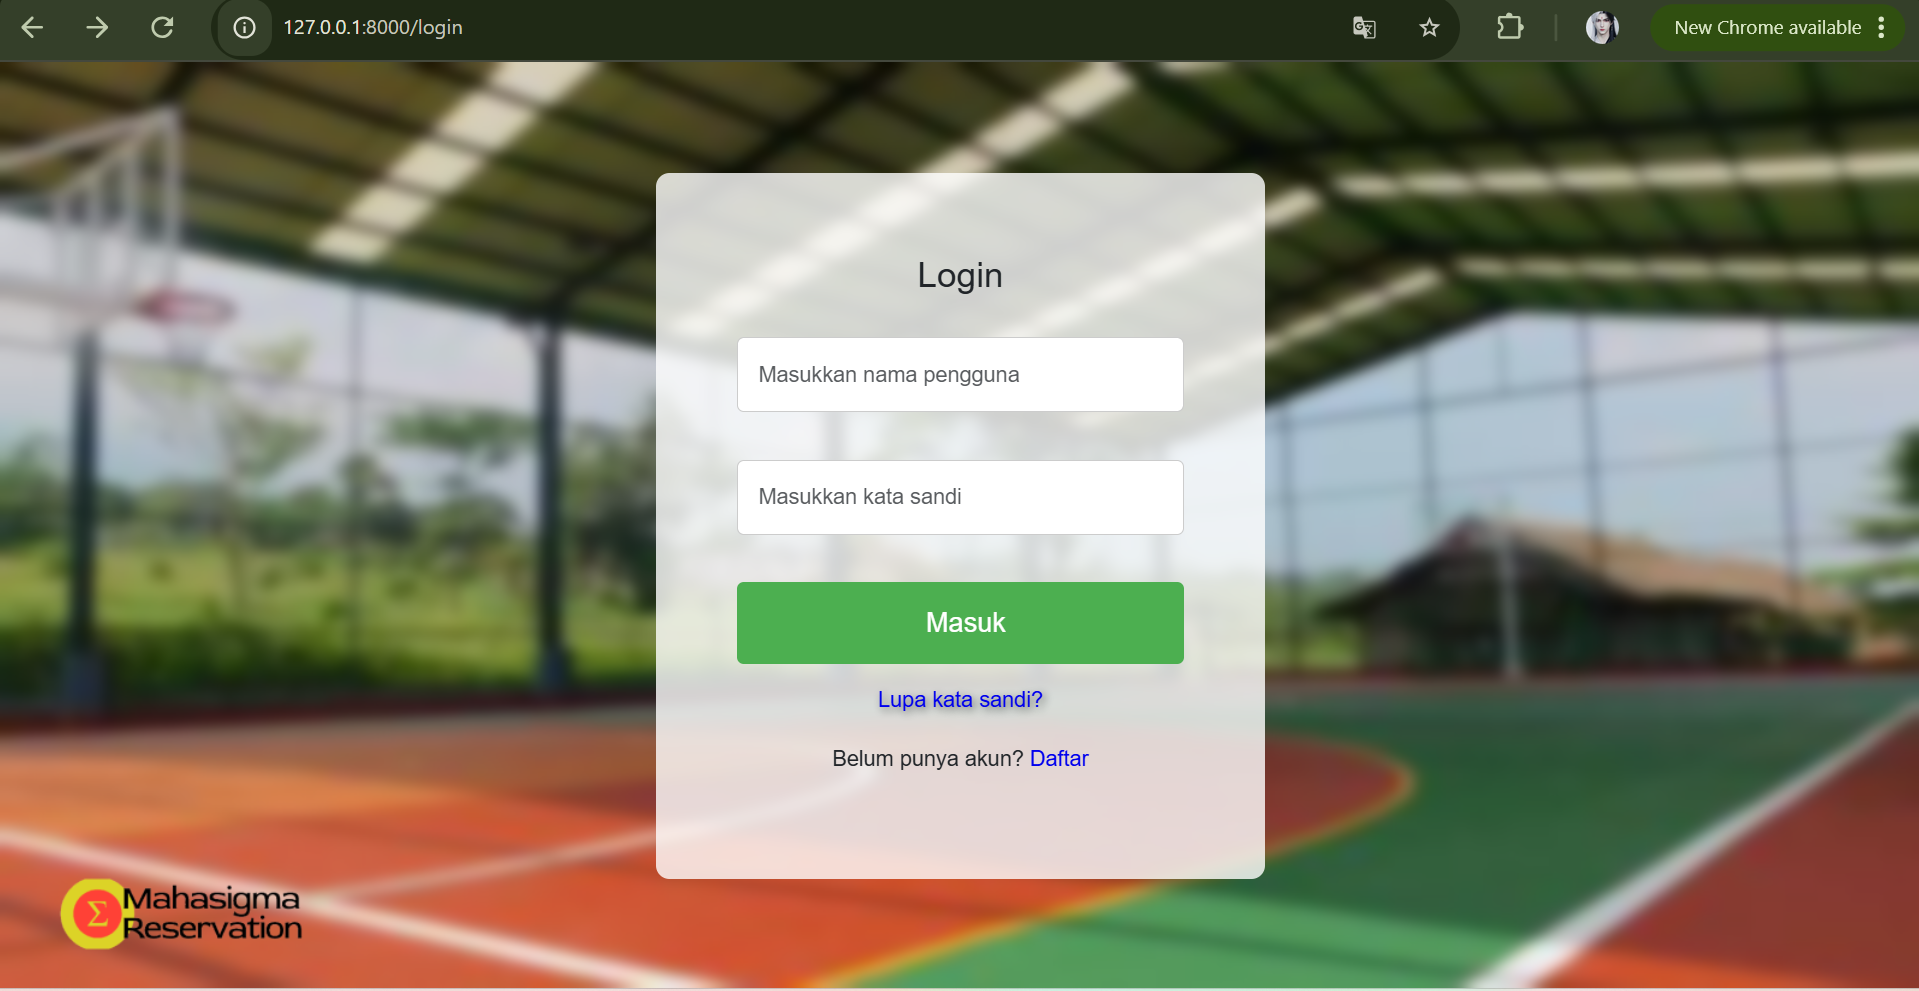 127.0.0.1:8000/login
New Chrome available
Login
Masukkan nama pengguna
Masukkan kata sandi
Masuk
Lupa kata sandi?
Belum punya akun? Daftar
Σ
Mahasigma
Reservation